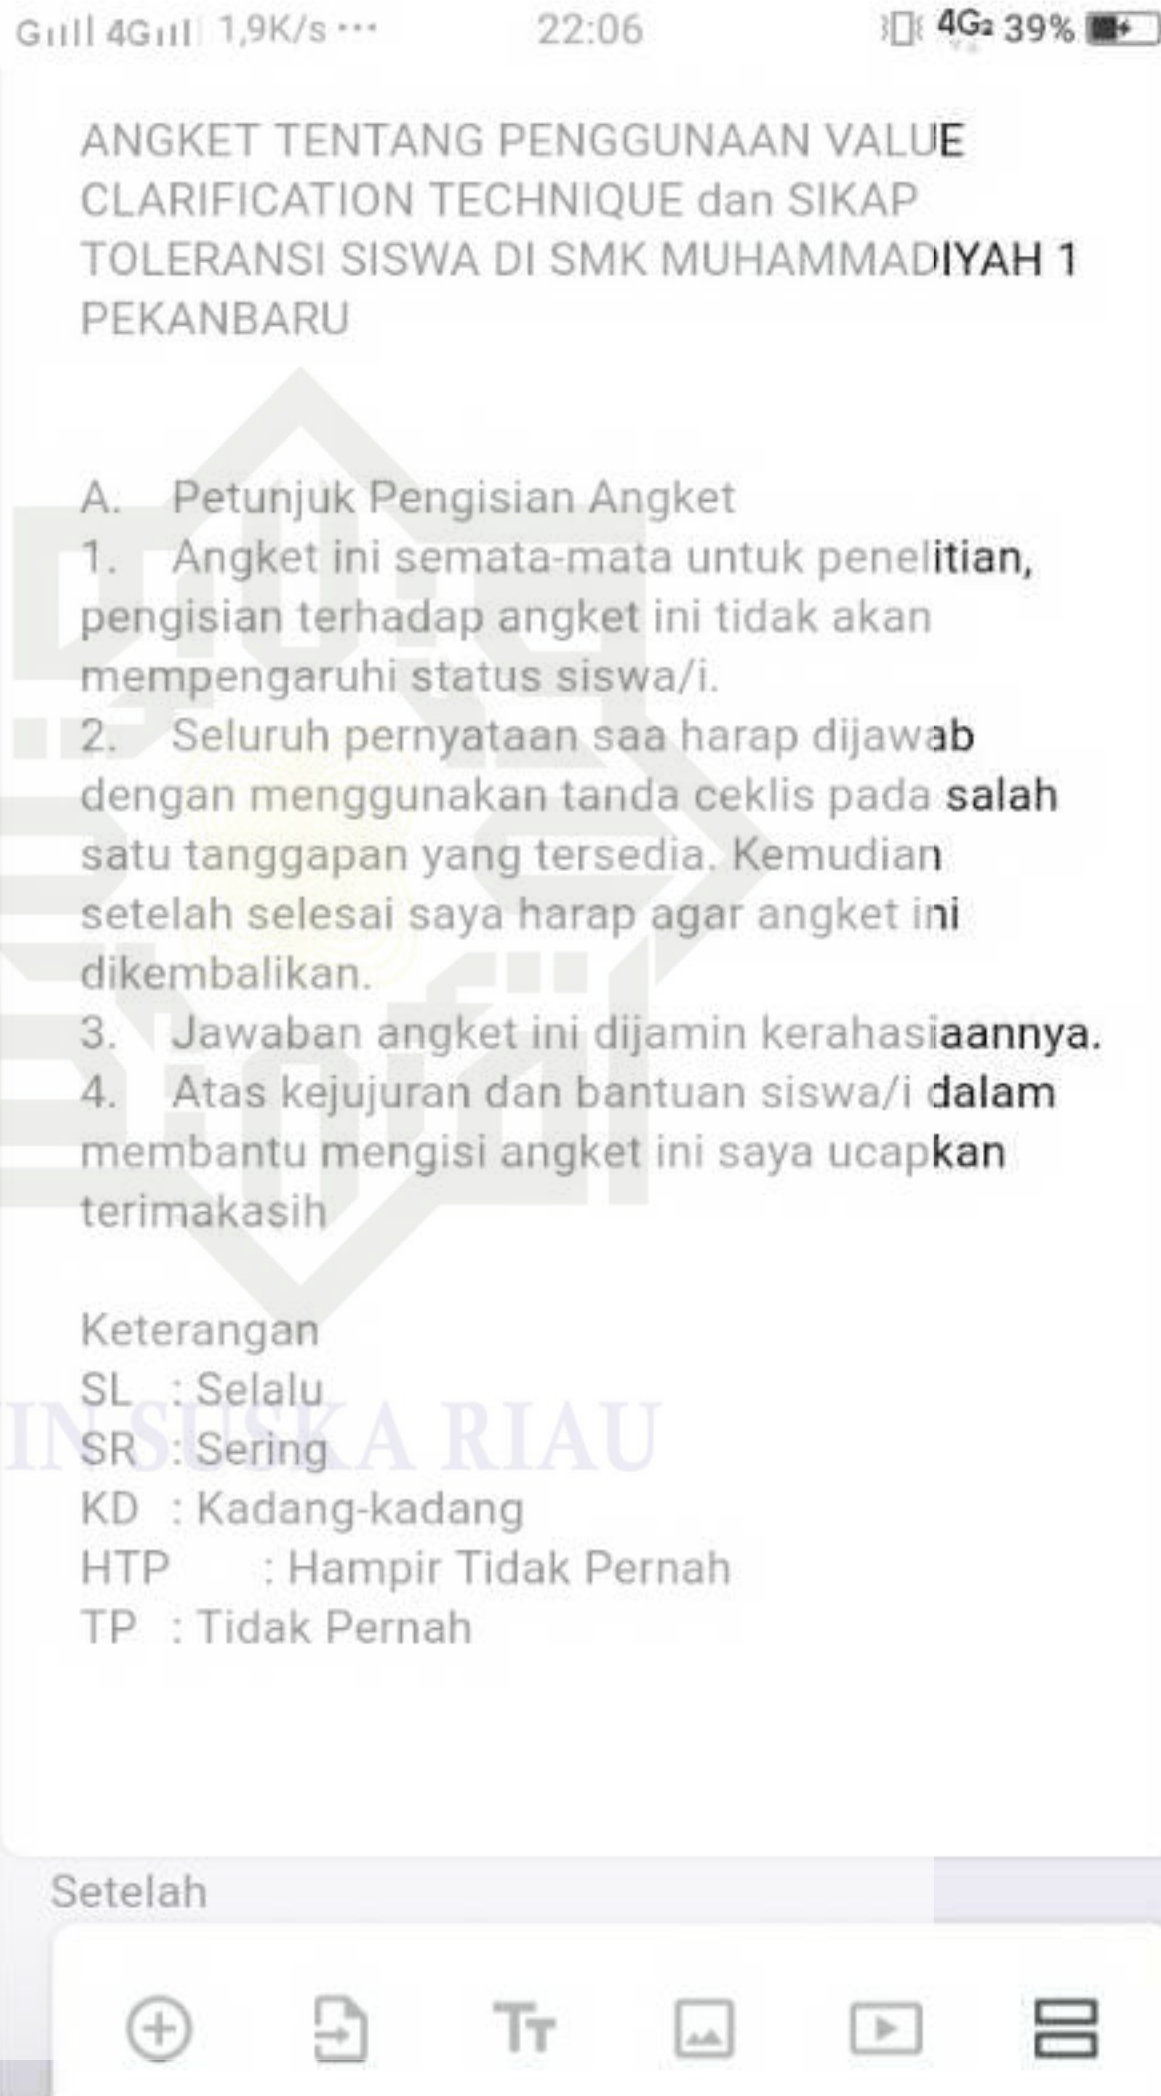 1,9K/s ... 22:06 4G2 39%
ANGKET TENTANG PENGGUNAAN VALUE
CLARIFICATION TECHNIQUE dan SIKAP
TOLERANSI SISWA DI SMK MUHAMMADIYAH 1
PEKANBARU
A. Petunjuk Pengisian Angket
1. Angket ini semata-mata untuk penelitian,
pengisian terhadap angket ini tidak akan
mempengaruhi status siswa/i.
2. Seluruh pernyataan saa harap dijawab
dengan menggunakan tanda ceklis pada salah
satu tanggapan yang tersedia. Kemudian
setelah selesai saya harap agar angket ini
dikembalikan.
3. Jawaban angket ini dijamin kerahasiaannya.
4. Atas kejujuran dan bantuan siswa/i dalam
membantu mengisi angket ini saya ucapkan
terimakasih
Keterangan
SL : Selalu
IN SUSKA RIAU
SR : Sering
KD : Kadang-kadang
HTP : Hampir Tidak Pernah
TP : Tidak Pernah
Setelah
Tt